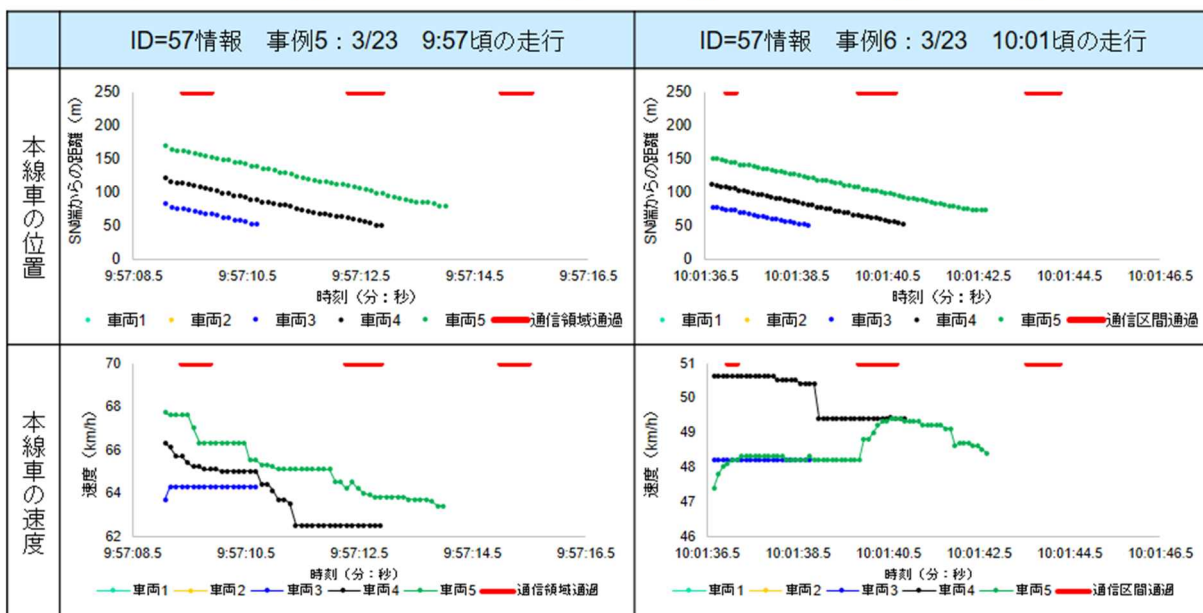 ID=57情報　事例5：3/23　9:57頃の走行
ID=57情報　事例6：3/23　10:01頃の走行
本線車の位置
SN端からの距離（m）
250
200
150
100
50
0
9:57:08.5 9:57:10.5 9:57:12.5 9:57:14.5 9:57:16.5
時刻（分：秒）
車両1 車両2 車両3 車両4 車両5 通信領域通過
SN端からの距離（m）
250
200
150
100
50
0
10:01:36.5 10:01:38.5 10:01:40.5 10:01:42.5 10:01:44.5 10:01:46.5
時刻（分：秒）
車両1 車両2 車両3 車両4 車両5 通信区間通過
本線車の速度
速度（km/h）
70
68
66
64
62
9:57:08.5 9:57:10.5 9:57:12.5 9:57:14.5 9:57:16.5
時刻（分：秒）
車両1 車両2 車両3 車両4 車両5 通信領域通過
速度（km/h）
51
50
49
48
47
46
10:01:36.5 10:01:38.5 10:01:40.5 10:01:42.5 10:01:44.5 10:01:46.5
時刻（分：秒）
車両1 車両2 車両3 車両4 車両5 通信区間通過